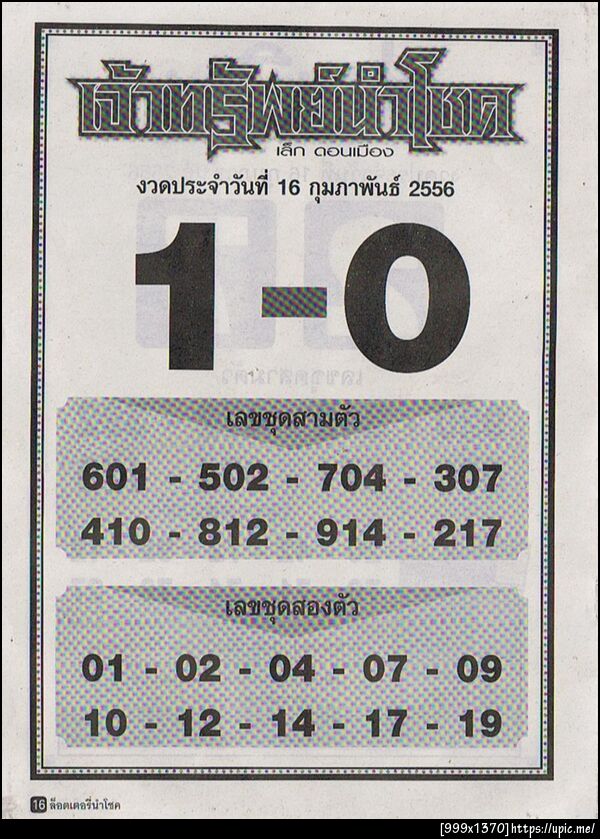 เจ้าทรัพย์นำโชค
เล็ก ดอนเมือง
งวดประจำวันที่ 16 กุมภาพันธ์ 2556
1-0
เลขชุดสามตัว
601 - 502 - 704 - 307
410 - 812 - 914 - 217
เลขชุดสองตัว
01 - 02 - 04 - 07 - 09
10 - 12 - 14 - 17 - 19
16 ล็อตเตอรี่นำโชค
[999x1370]https://upic.me/